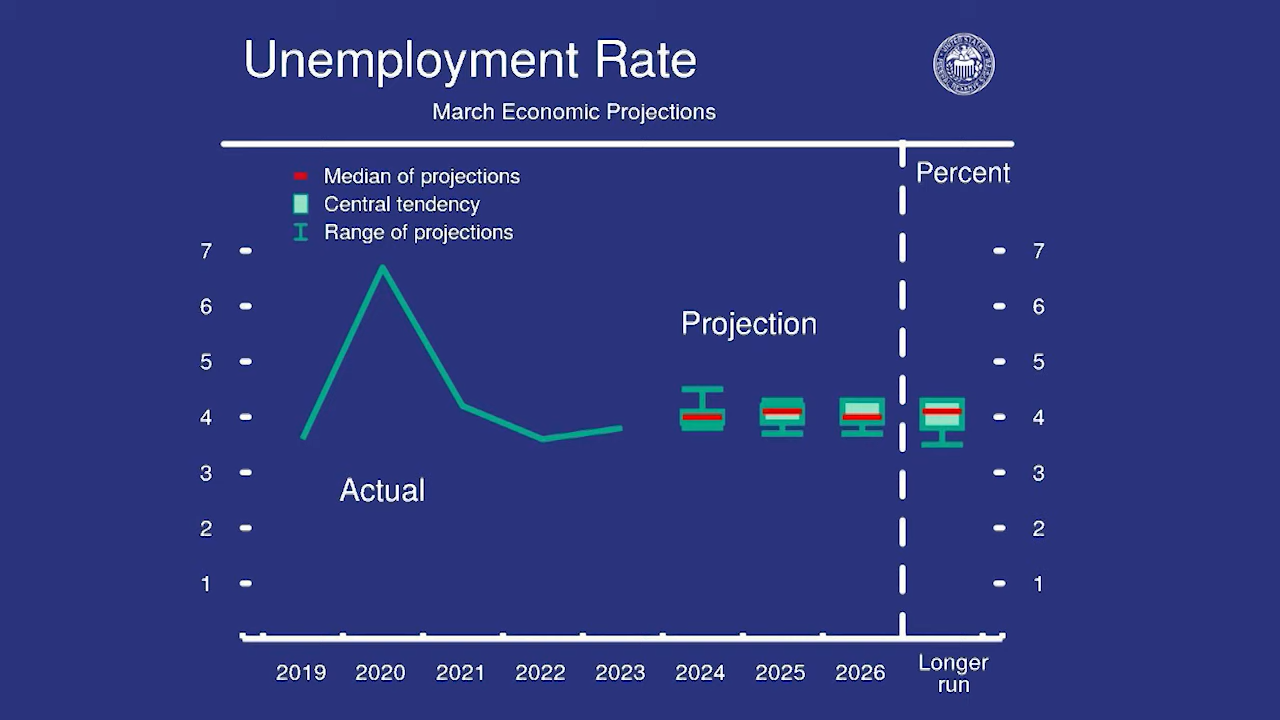 Unemployment Rate
March Economic Projections
Percent
Median of projections
Central tendency
Range of projections
7 7
6 6
Projection
5 5
4 4
3 3
Actual
2 2
1 1
2019 2020 2021 2022 2023 2024 2025 2026 Longer
run